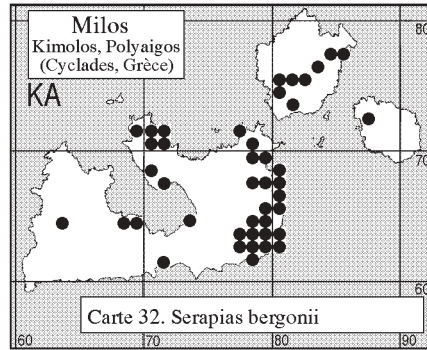 Milos
Kimolos, Polyaigos
(Cyclades, Grèce)
KA
80
70
60
Carte 32. Serapias bergonii
60 70 80 90